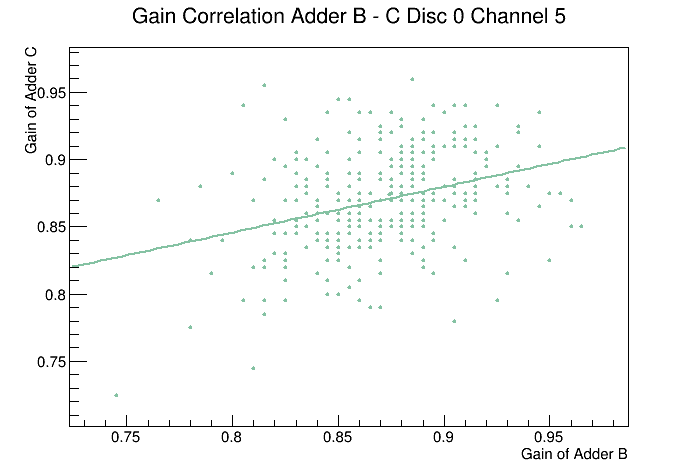 Gain Correlation Adder B - C Disc 0 Channel 5
Gain of Adder C
0.95
0.9
0.85
0.8
0.75
0.75 0.8 0.85 0.9 0.95
Gain of Adder B